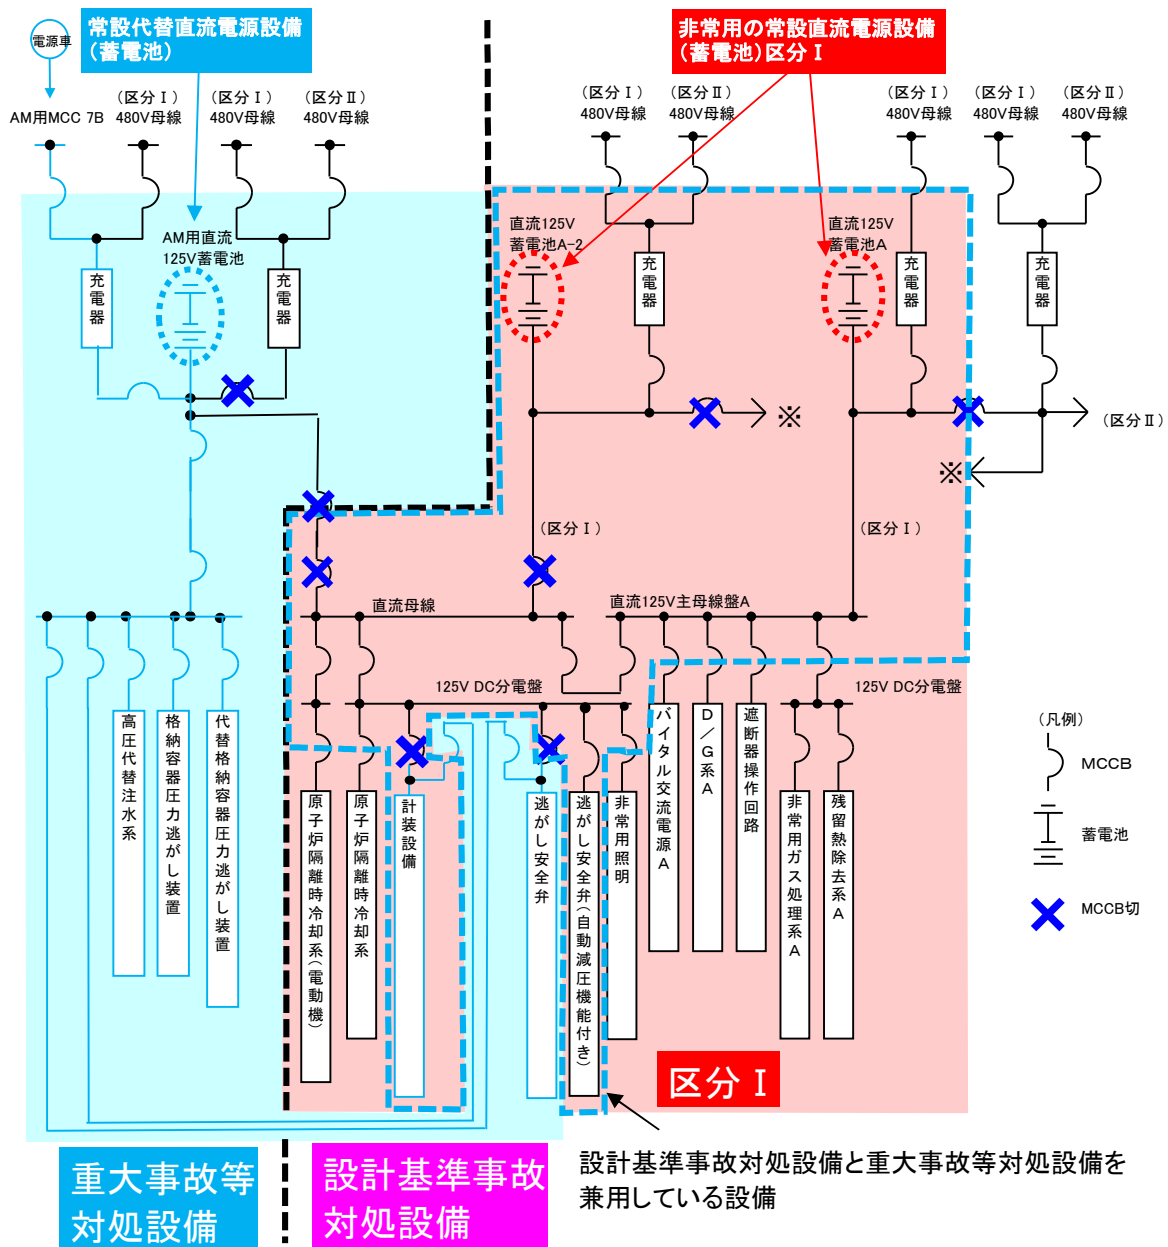 電源車
常設代替直流電源設備
(蓄電池)
非常用の常設直流電源設備
(蓄電池)区分Ⅰ
AM用MCC 7B
(区分Ⅰ)
480V母線
(区分Ⅰ)
480V母線
(区分Ⅱ)
480V母線
(区分Ⅰ)
480V母線
(区分Ⅱ)
480V母線
(区分Ⅰ)
480V母線
(区分Ⅰ)
480V母線
(区分Ⅱ)
480V母線
AM用直流
125V蓄電池
直流125V
蓄電池A-2
直流125V
蓄電池A
充電器
充電器
充電器
充電器
充電器
※
(区分Ⅱ)
※
(区分Ⅰ)
(区分Ⅰ)
直流母線
直流125V主母線盤A
125V DC分電盤
125V DC分電盤
高圧代替注水系
格納容器圧力逃がし装置
代替格納容器圧力逃がし装置
原子炉隔離時冷却系(電動機)
原子炉隔離時冷却系
計装設備
逃がし安全弁
逃がし安全弁(自動減圧機能付き)
非常用照明
バイタル交流電源A
D/G系A
遮断器操作回路
非常用ガス処理系A
残留熱除去系A
(凡例)
MCCB
蓄電池
MCCB切
区分Ⅰ
重大事故等
対処設備
設計基準事故
対処設備
設計基準事故対処設備と重大事故等対処設備を
兼用している設備